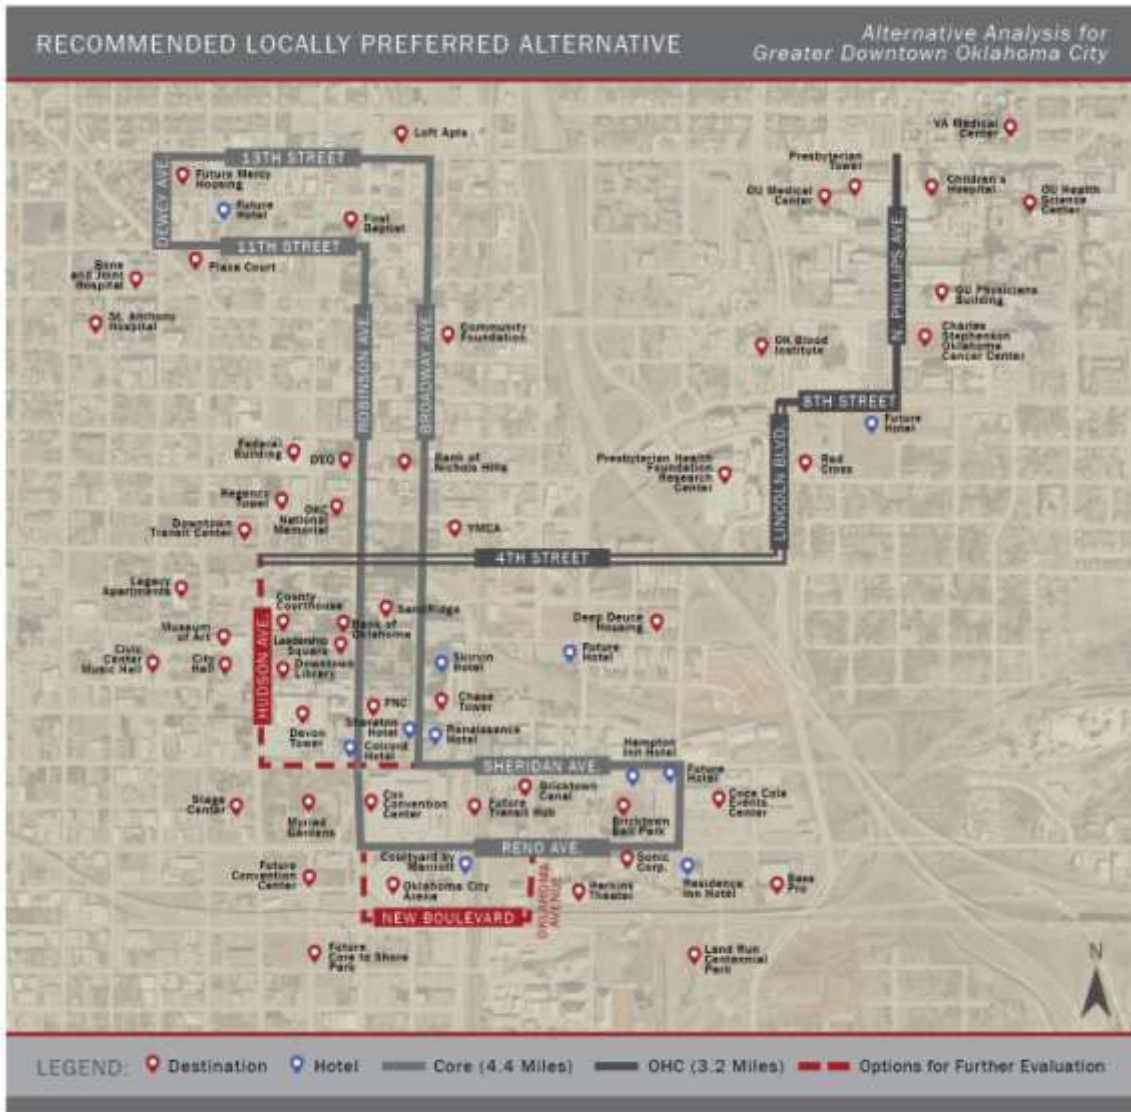 RECOMMENDED LOCALLY PREFERRED ALTERNATIVE
Alternative Analysis for
Greater Downtown Oklahoma City
Loft Apts
VA Medical
Center
13TH STREET
DEWEY AVE.
Future Mercy
Housing
Future
Hotel
First
Baptist
11TH STREET
Plaza Court
Presbyterian
Tower
OU Medical
Center
Children's
Hospital
OU Health
Science
Center
N. PHILLIPS AVE.
Bone
and Joint
Hospital
St. Anthony
Hospital
ROBINSON AVE.
BROADWAY AVE.
Community
Foundation
OU Physicians
Building
OK Blood
Institute
Charles
Stephenson
Oklahoma
Cancer Center
8TH STREET
Future
Hotel
LINCOLN BLVD.
Federal
Building
DEQ
Bank of
Nichols Hills
Presbyterian Health
Foundation
Research
Center
Red
Cross
Regency
Tower
OKC
National
Memorial
Downtown
Transit Center
YMCA
4TH STREET
Legacy
Apartments
HUDSON AVE.
County
Courthouse
SandRidge
Bank of
Oklahoma
Museum
of Art
Leadership
Square
Deep Deuce
Housing
Civic
Center
Music Hall
City
Hall
Downtown
Library
Skirvin
Hotel
Future
Hotel
PNC
Chase
Tower
Devon
Tower
Sheraton
Hotel
Colcord
Hotel
Renaissance
Hotel
Hampton
Inn Hotel
SHERIDAN AVE.
Future
Hotel
Stage
Center
Myriad
Gardens
Cox
Convention
Center
Future
Transit Hub
Bricktown
Canal
Bricktown
Ball Park
Coca Cola
Events
Center
RENO AVE.
Future
Convention
Center
Courtyard by
Marriott
Oklahoma City
Arena
OKLAHOMA
AVENUE
Harkins
Theater
Sonic
Corp.
Residence
Inn Hotel
Bass
Pro
NEW BOULEVARD
Future
Core to Shore
Park
Land Run
Centennial
Park
N
LEGEND: Destination Hotel Core (4.4 Miles) OHC (3.2 Miles) Options for Further Evaluation